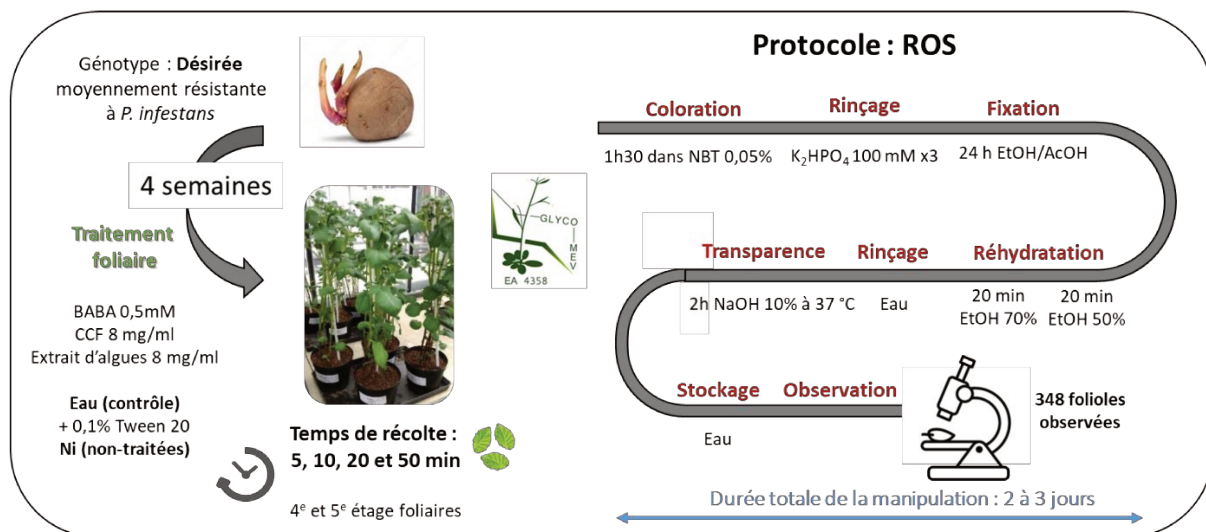 Génotype : Désirée
moyennement résistante
à P. infestans
4 semaines
Traitement
foliaire
BABA 0,5mM
CCF 8 mg/ml
Extrait d'algues 8 mg/ml
Eau (contrôle)
+ 0,1% Tween 20
Ni (non-traitées)
GLYCO
MEV
EA 4358
Temps de récolte :
5, 10, 20 et 50 min
4e et 5e étage foliaires
Protocole : ROS
Coloration
Rinçage
Fixation
1h30 dans NBT 0,05%
K2HPO4 100 mM x3
24 h EtOH/AcOH
Transparence
Rinçage
Réhydratation
2h NaOH 10% à 37 °C
Eau
20 min
EtOH 70%
20 min
EtOH 50%
Stockage
Observation
Eau
348 folioles
observées
Durée totale de la manipulation : 2 à 3 jours